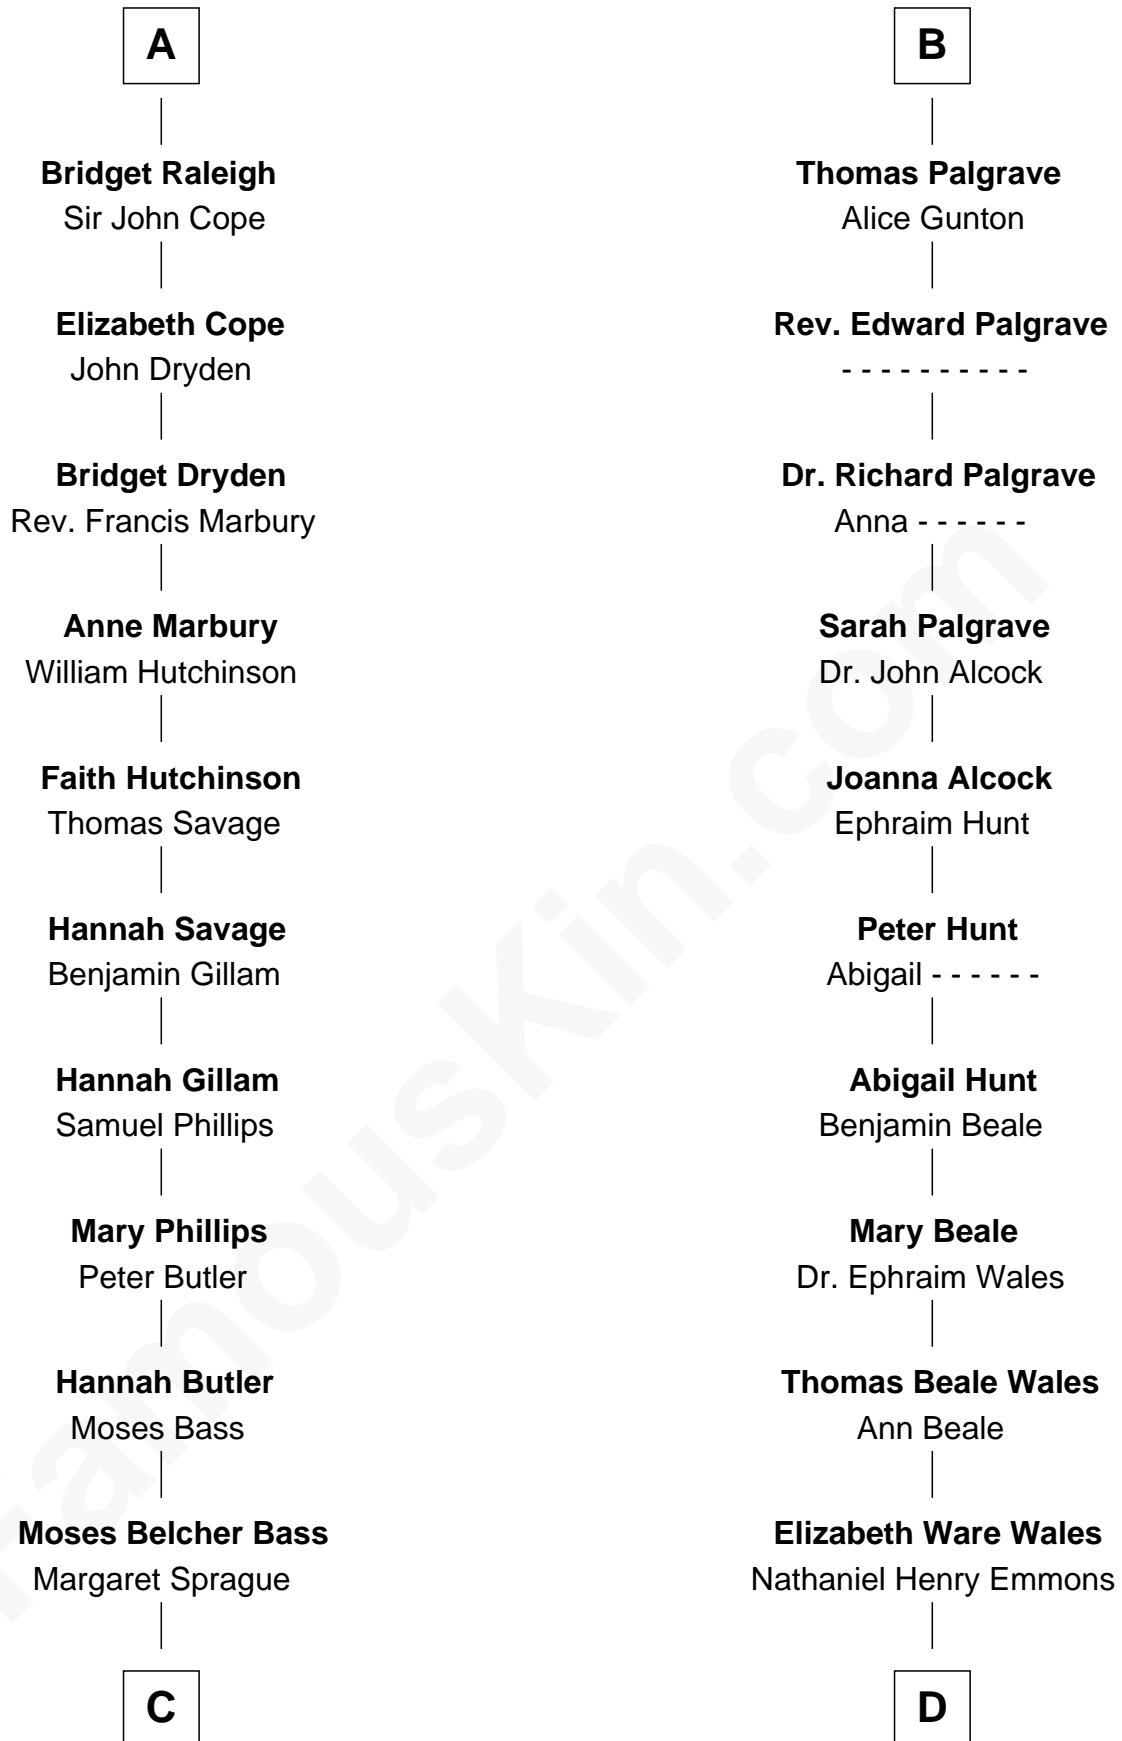 A
Bridget Raleigh
Sir John Cope
Elizabeth Cope
John Dryden
Bridget Dryden
Rev. Francis Marbury
Anne Marbury
William Hutchinson
Faith Hutchinson
Thomas Savage
Hannah Savage
Benjamin Gillam
Hannah Gillam
Samuel Phillips
Mary Phillips
Peter Butler
Hannah Butler
Moses Bass
Moses Belcher Bass
Margaret Sprague
C
B
Thomas Palgrave
Alice Gunton
Rev. Edward Palgrave
- - - - - - - - - -
Dr. Richard Palgrave
Anna - - - - - -
Sarah Palgrave
Dr. John Alcock
Joanna Alcock
Ephraim Hunt
Peter Hunt
Abigail - - - - - -
Abigail Hunt
Benjamin Beale
Mary Beale
Dr. Ephraim Wales
Thomas Beale Wales
Ann Beale
Elizabeth Ware Wales
Nathaniel Henry Emmons
D
FamousKin.com